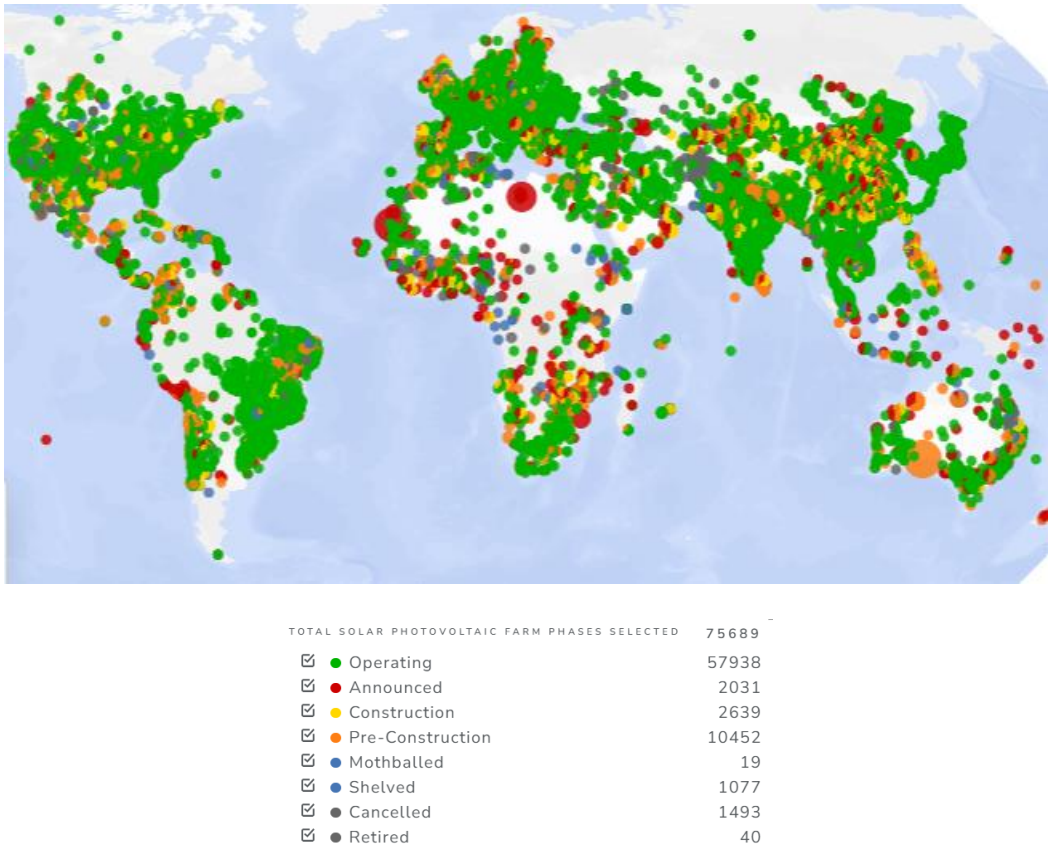 TOTAL SOLAR PHOTOVOLTAIC FARM PHASES SELECTED 75689
Operating 57938
Announced 2031
Construction 2639
Pre-Construction 10452
Mothballed 19
Shelved 1077
Cancelled 1493
Retired 40